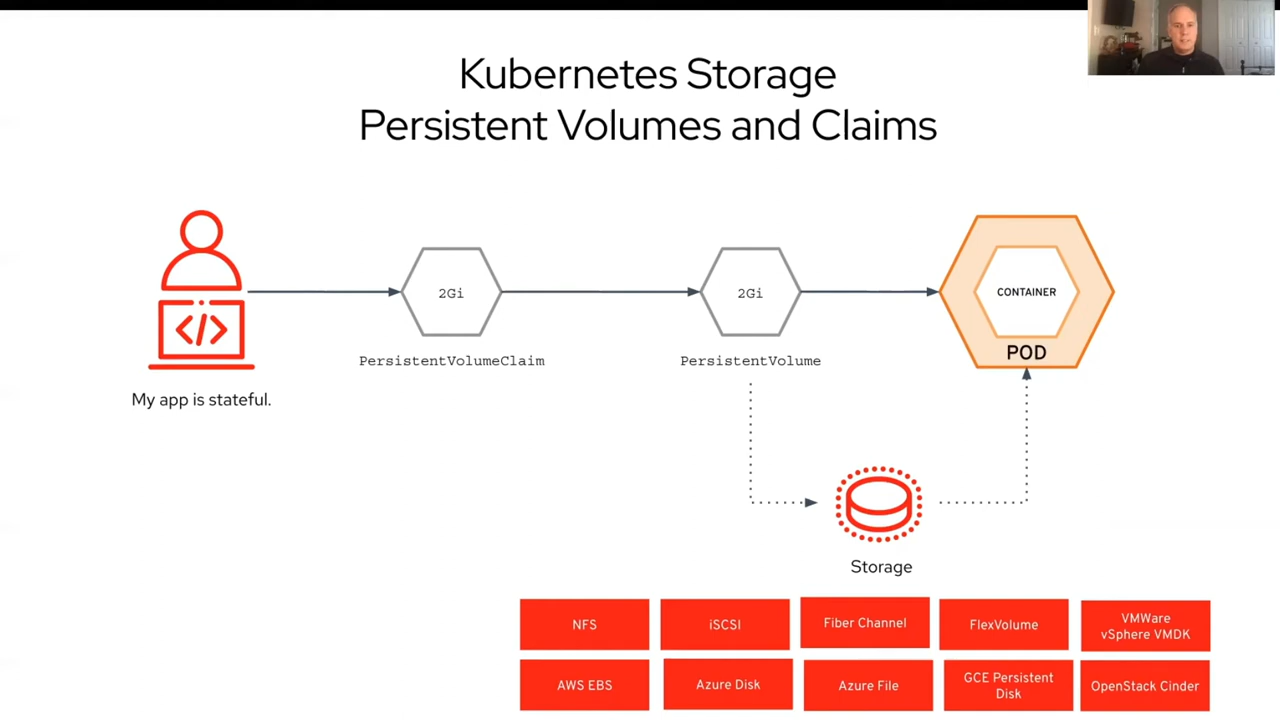 Kubernetes Storage
Persistent Volumes and Claims
2Gi
2Gi
CONTAINER
POD
</>
PersistentVolumeClaim
PersistentVolume
My app is stateful.
Storage
NFS
iSCSI
Fiber Channel
FlexVolume
VMWare
vSphere VMDK
AWS EBS
Azure Disk
Azure File
GCE Persistent
Disk
OpenStack Cinder